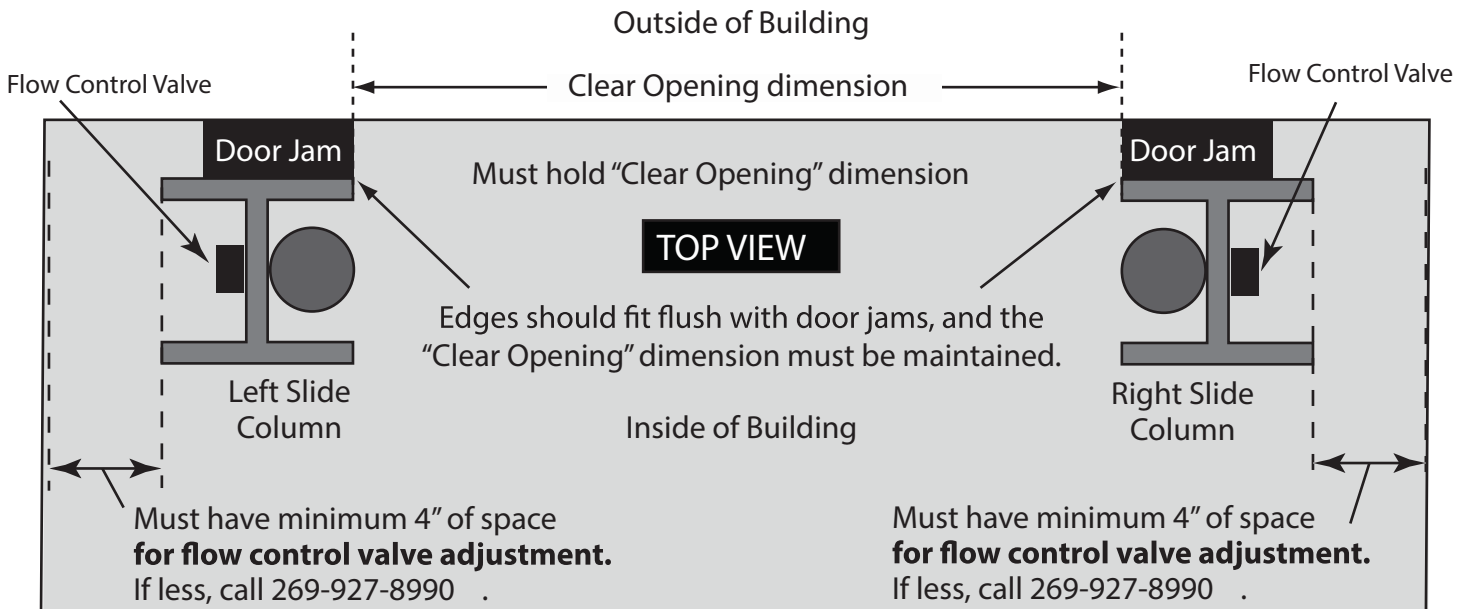 Outside of Building
Flow Control Valve
Clear Opening dimension
Flow Control Valve
Door Jam
Must hold “Clear Opening” dimension
Door Jam
TOP VIEW
Edges should fit flush with door jams, and the
“Clear Opening” dimension must be maintained.
Left Slide
Column
Inside of Building
Right Slide
Column
Must have minimum 4” of space
for flow control valve adjustment.
If less, call 269-927-8990 .
Must have minimum 4” of space
for flow control valve adjustment.
If less, call 269-927-8990 .